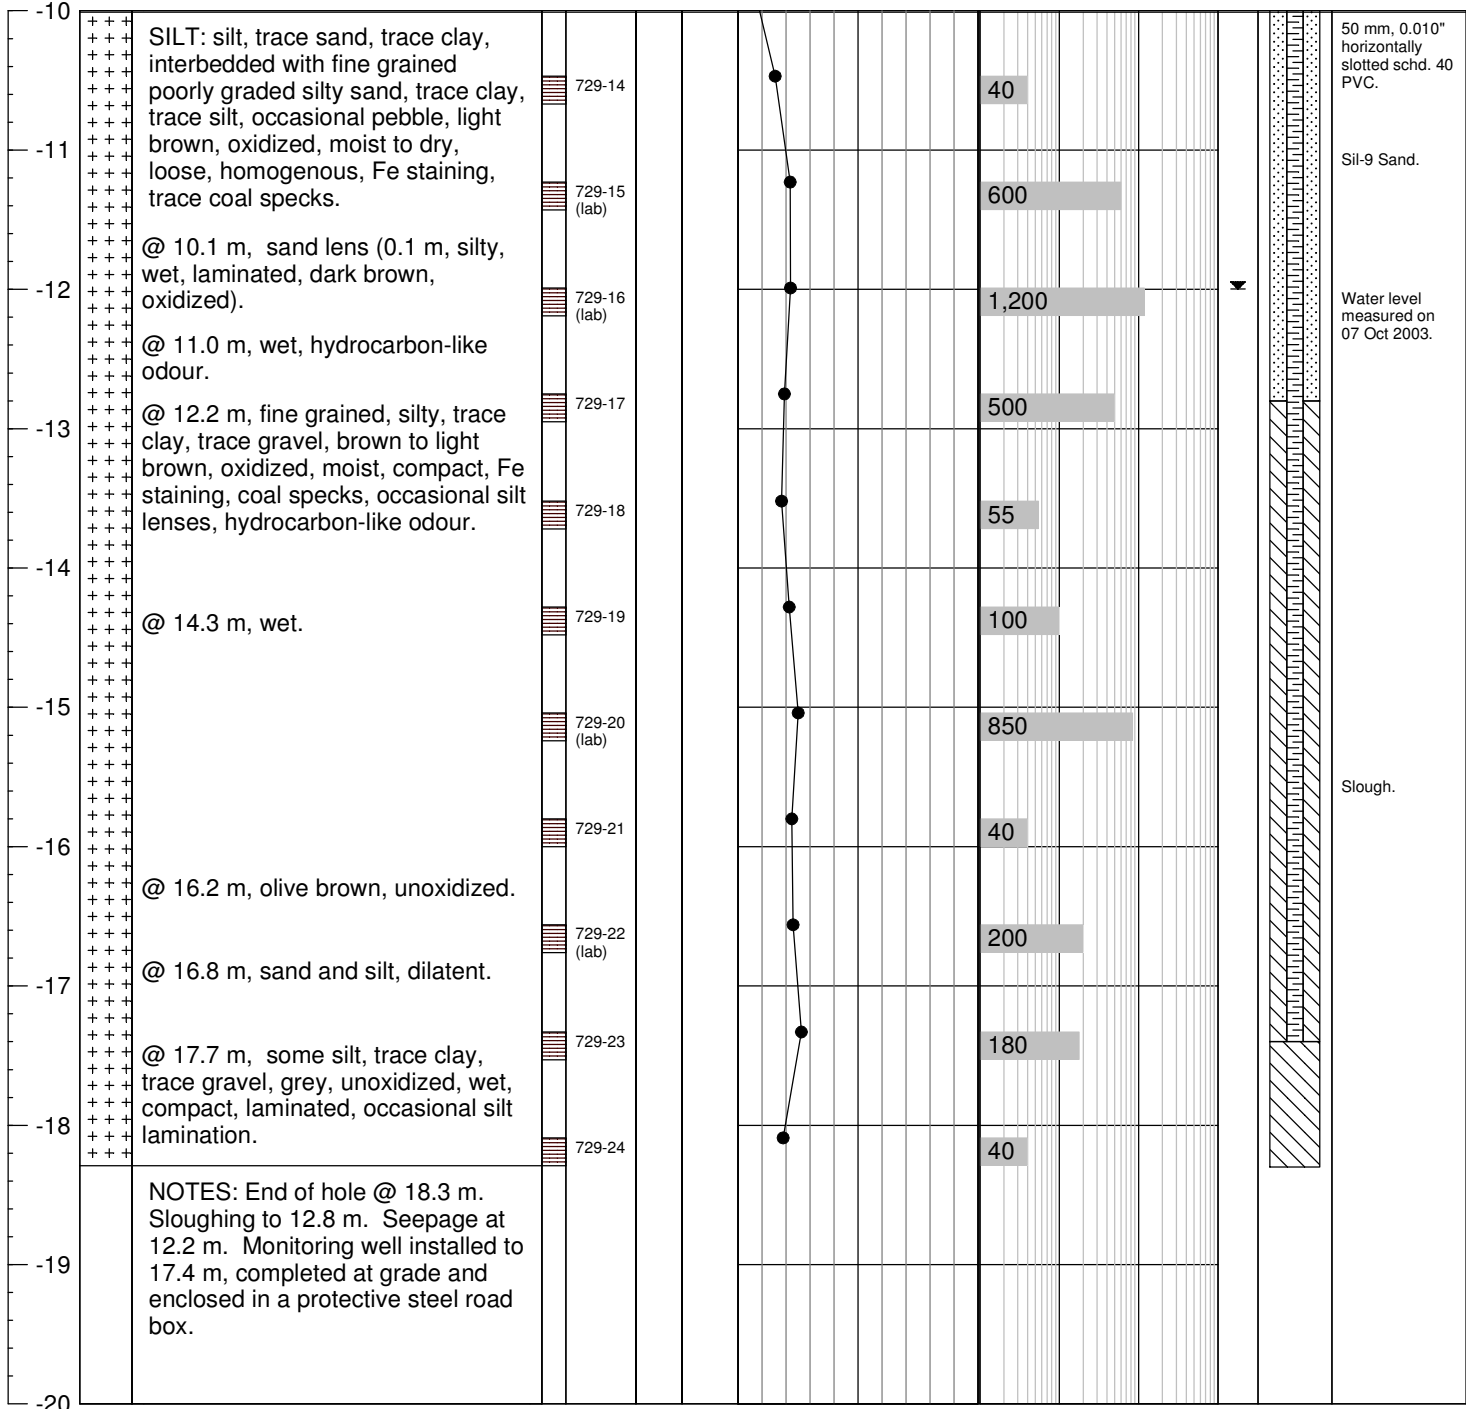 -10
SILT: silt, trace sand, trace clay,
interbedded with fine grained
poorly graded silty sand, trace clay,
trace silt, occasional pebble, light
brown, oxidized, moist to dry,
loose, homogenous, Fe staining,
trace coal specks.
@ 10.1 m,  sand lens (0.1 m, silty,
wet, laminated, dark brown,
oxidized).
@ 11.0 m, wet, hydrocarbon-like
odour.
@ 12.2 m, fine grained, silty, trace
clay, trace gravel, brown to light
brown, oxidized, moist, compact, Fe
staining, coal specks, occasional silt
lenses, hydrocarbon-like odour.
@ 14.3 m, wet.
@ 16.2 m, olive brown, unoxidized.
@ 16.8 m, sand and silt, dilatent.
@ 17.7 m,  some silt, trace clay,
trace gravel, grey, unoxidized, wet,
compact, laminated, occasional silt
lamination.
NOTES: End of hole @ 18.3 m.
Sloughing to 12.8 m.  Seepage at
12.2 m.  Monitoring well installed to
17.4 m, completed at grade and
enclosed in a protective steel road
box.
-11
-12
-13
-14
-15
-16
-17
-18
-19
-20
729-14
729-15
(lab)
729-16
(lab)
729-17
729-18
729-19
729-20
(lab)
729-21
729-22
(lab)
729-23
729-24
40
600
1,200
500
55
100
850
40
200
180
40
50 mm, 0.010"
horizontally
slotted schd. 40
PVC.
Sil-9 Sand.
Water level
measured on
07 Oct 2003.
Slough.